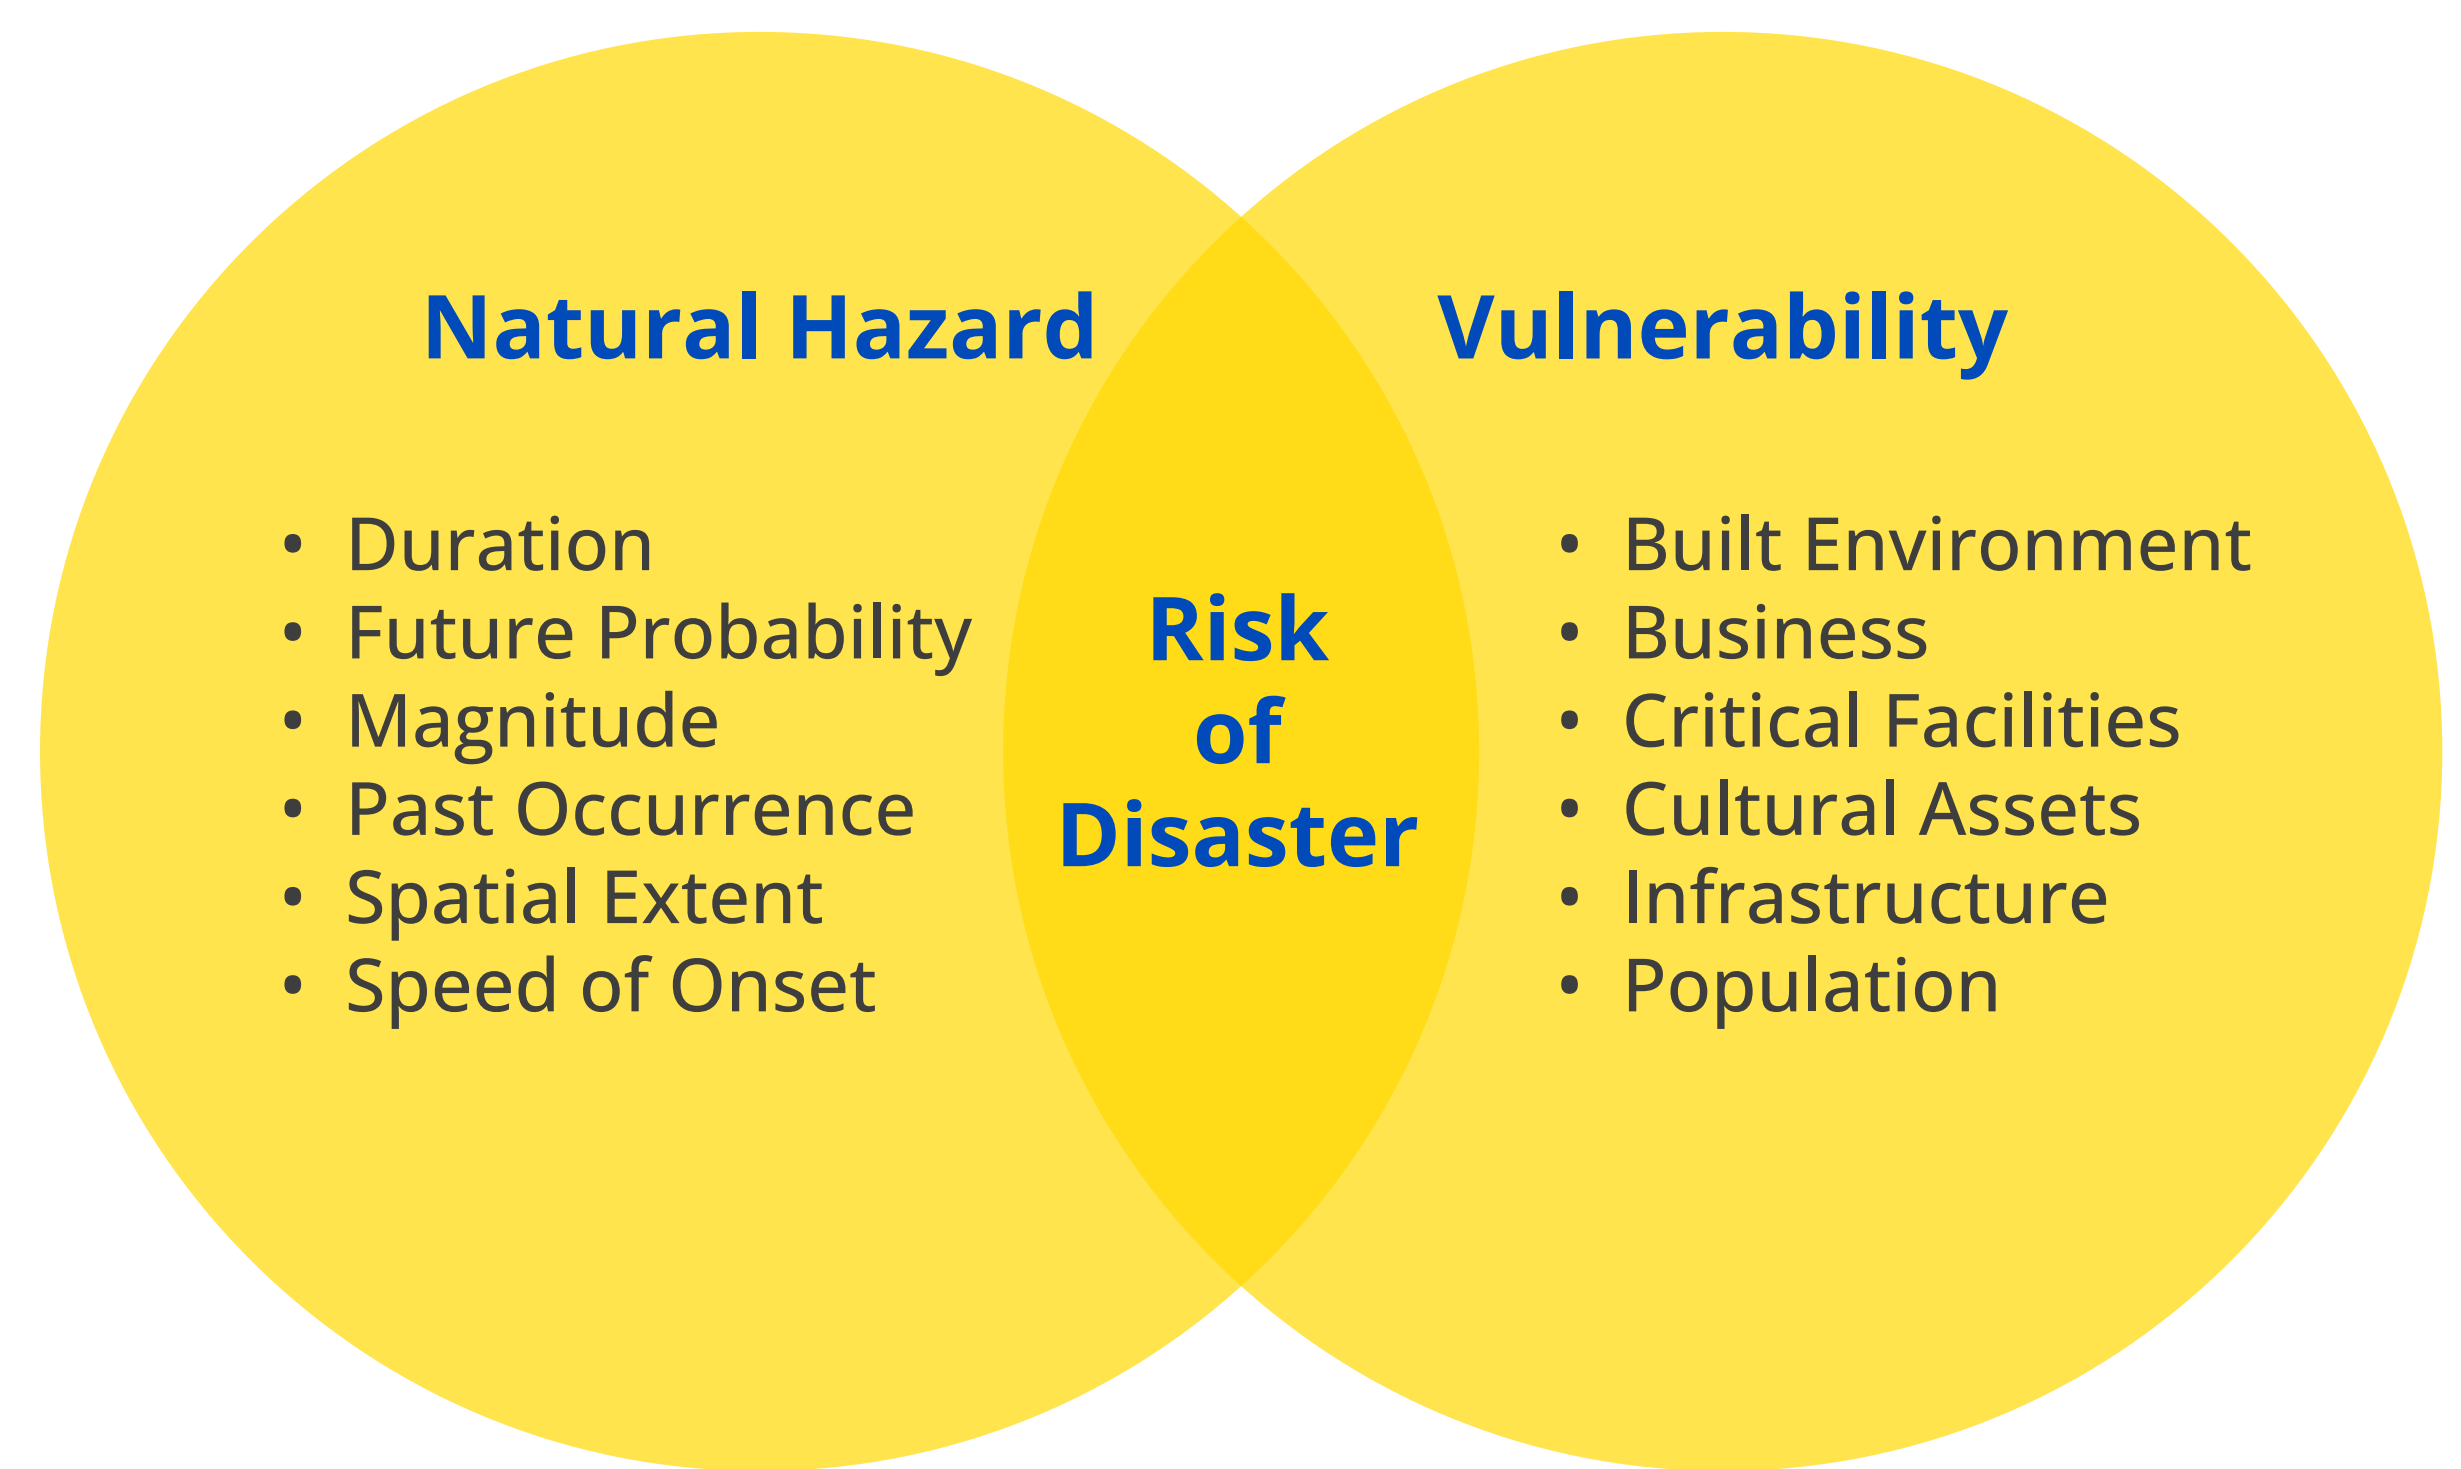 Natural Hazard
• Duration
• Future Probability
• Magnitude
• Past Occurrence
• Spatial Extent
• Speed of Onset
Risk
of
Disaster
Vulnerability
• Built Environment
• Business
• Critical Facilities
• Cultural Assets
• Infrastructure
• Population